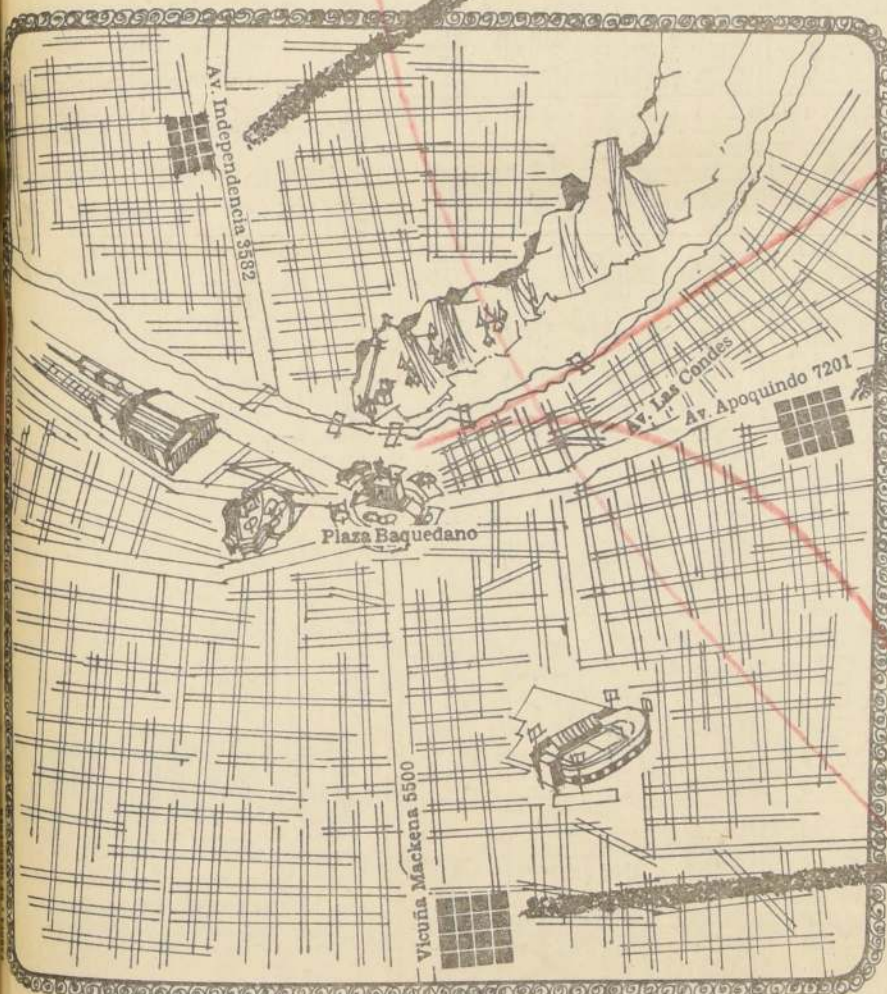 Av. Independencia 3582
Av. Las Condes
Av. Apoquindo 7201
Plaza Baquedano
Vicuña Mackena 5500